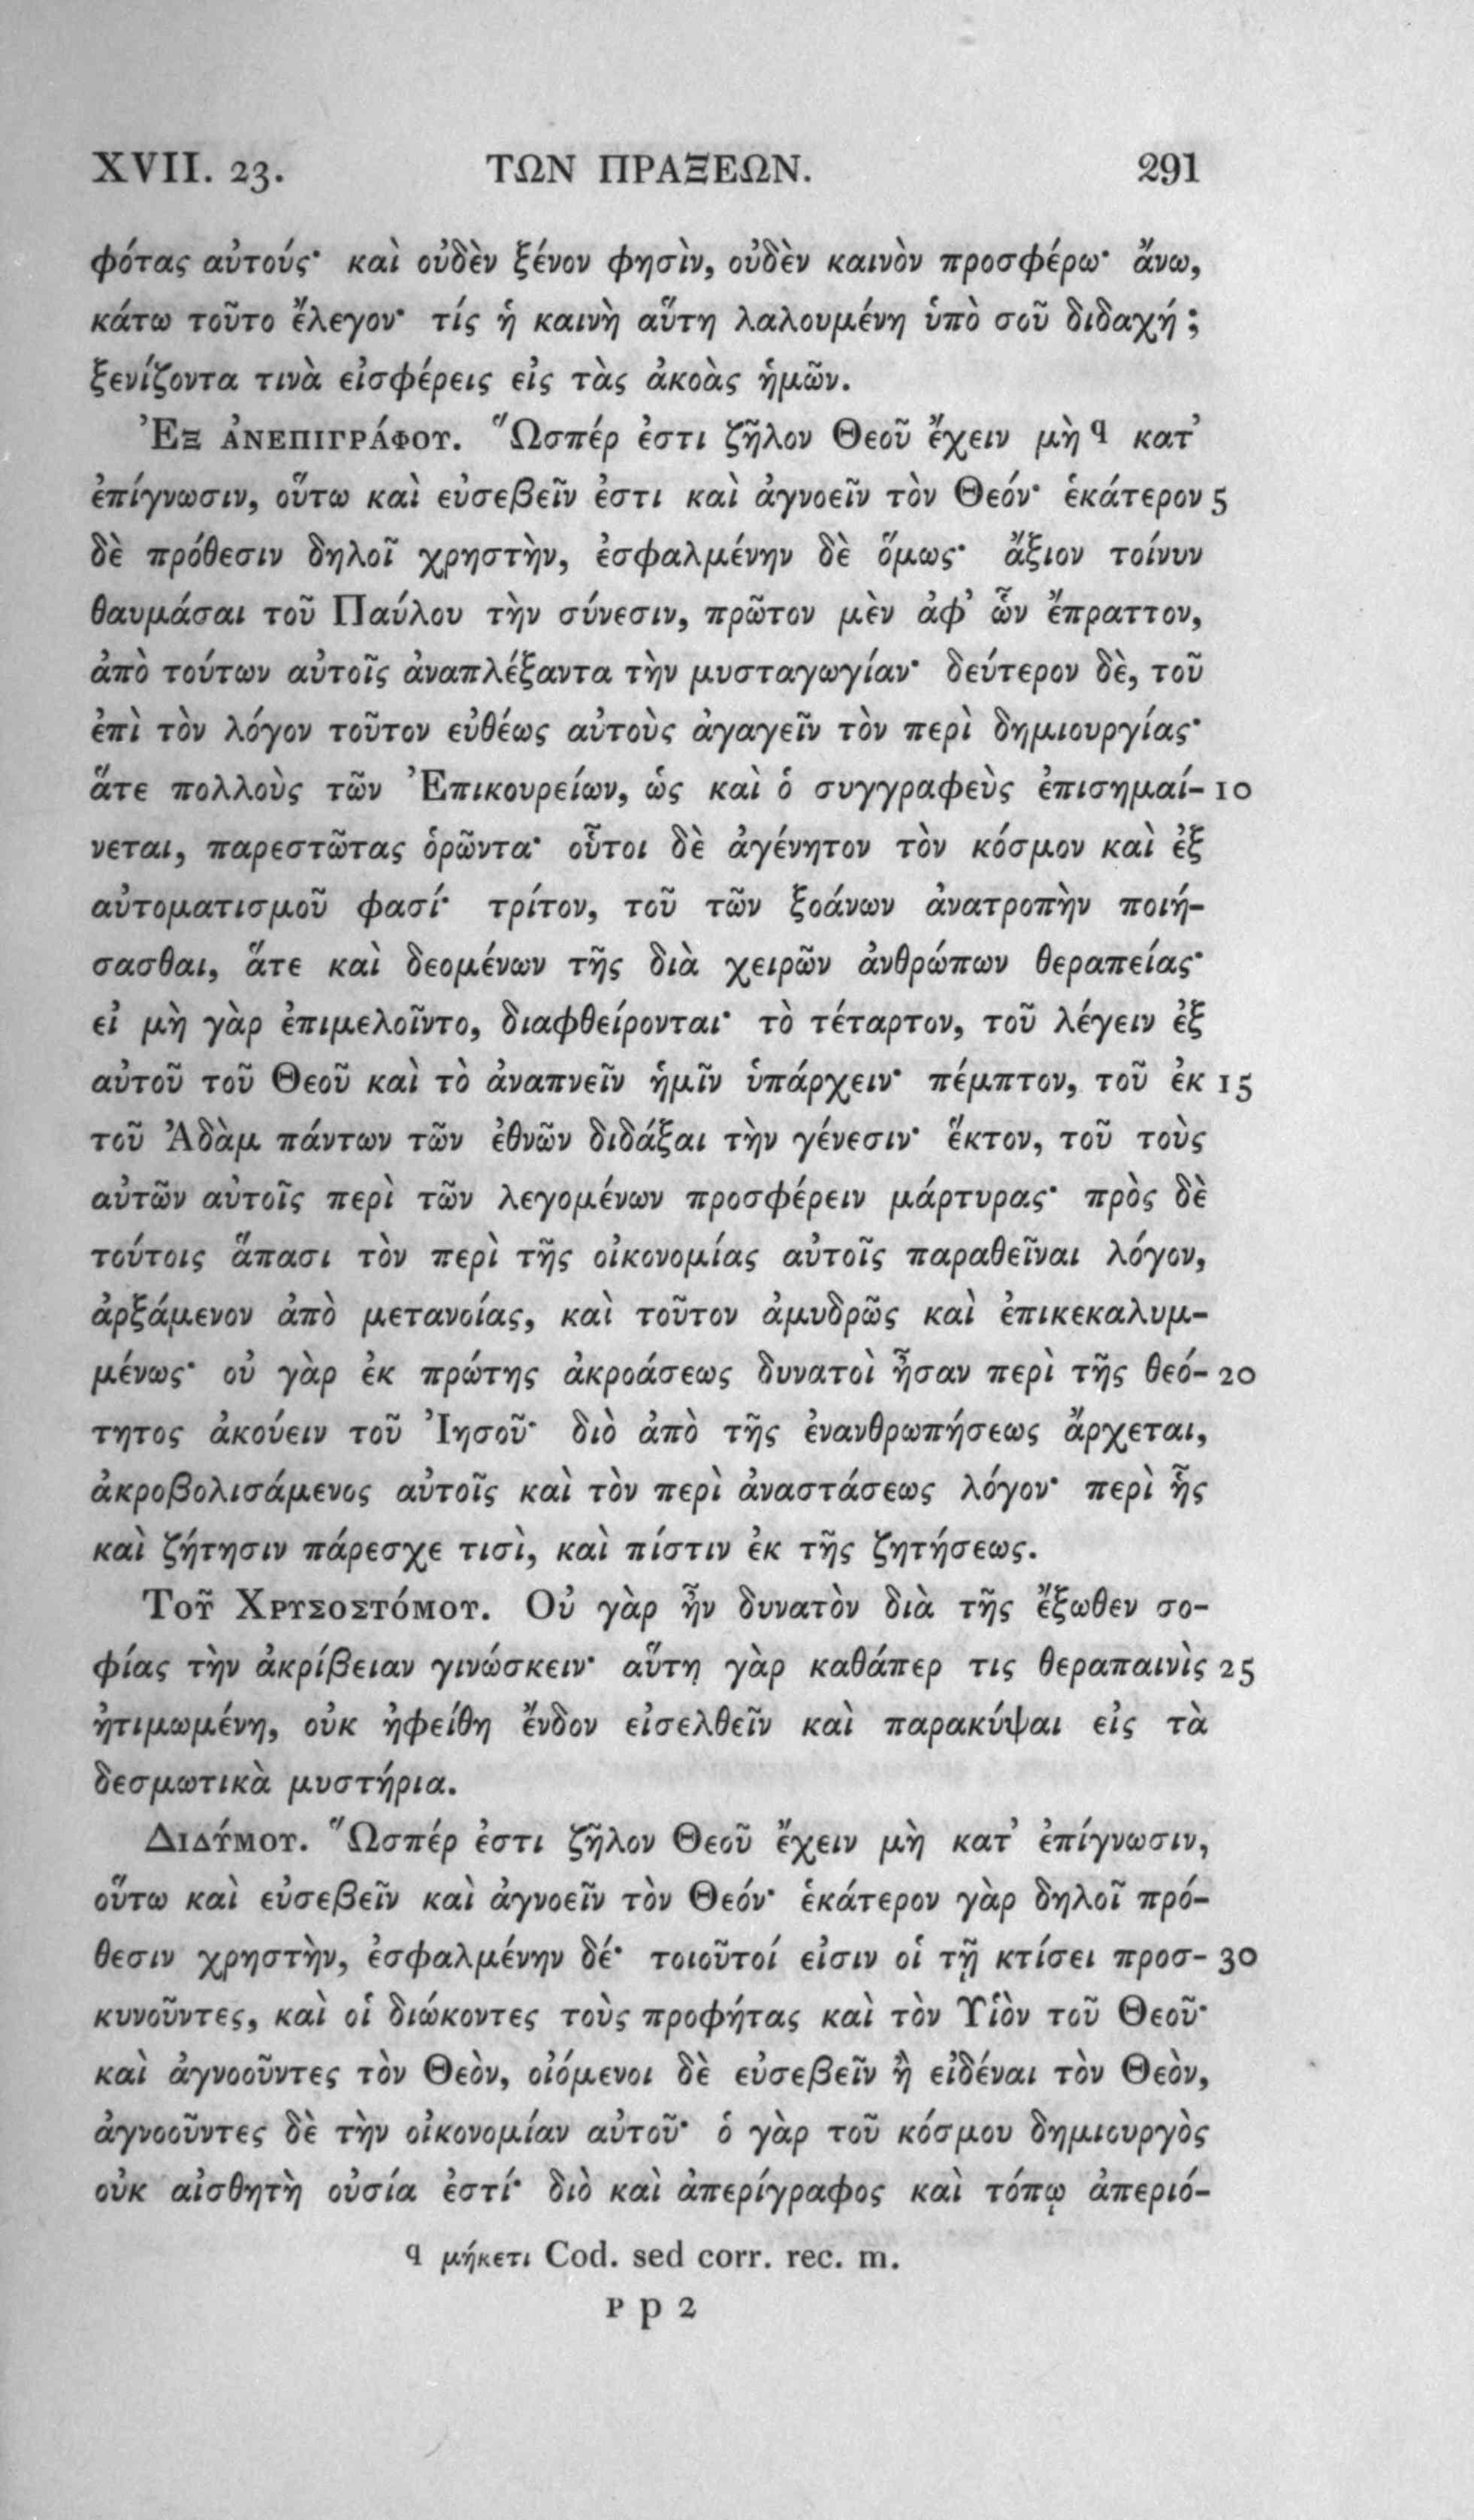 XVII. 23. ΤΩΝ ΠΡΑΞΕΩΝ. 291
φότας αὐτούς· καὶ οὐδὲν ξένον φησὶν, οὐδὲν καινὸν προσφέρω· ἄνω,
κάτω τοῦτο ἔλεγον· τίς ἡ καινὴ αὕτη λαλουμένη ὑπὸ σοῦ διδαχή ;
ξενίζοντα τινὰ εἰσφέρεις εἰς τὰς ἀκοὰς ἡμῶν.
Ἐξ ἀνεπιγράφου. Ὥσπέρ ἐστι ζῆλον Θεοῦ ἔχειν μὴ q κατ’
ἐπίγνωσιν, οὕτω καὶ εὐσεβεῖν ἐστι καὶ ἀγνοεῖν τὸν Θεόν· ἑκάτερον 5
δὲ πρόθεσιν δηλοῖ χρηστὴν, ἐσφαλμένην δὲ ὅμως· ἄξιον τοίνυν
θαυμάσαι τοῦ Παύλου τὴν σύνεσιν, πρῶτον μὲν ἀφ’ ὧν ἔπραττον,
ἀπὸ τούτων αὐτοῖς ἀναπλέξαντα τὴν μυσταγωγίαν· δεύτερον δὲ, τοῦ
ἐπὶ τὸν λόγον τοῦτον εὐθέως αὐτοὺς ἀγαγεῖν τὸν περὶ δημιουργίας·
ἅτε πολλοὺς τῶν Ἐπικουρείων, ὡς καὶ ὁ συγγραφεὺς ἐπισημαί- 10
νεται, παρεστῶτας ὁρῶντα· οὗτοι δὲ ἀγένητον τὸν κόσμον καὶ ἐξ
αὐτοματισμοῦ φασί· τρίτον, τοῦ τῶν ξοάνων ἀνατροπὴν ποιή-
σασθαι, ἅτε καὶ δεομένων τῆς διὰ χειρῶν ἀνθρώπων θεραπείας·
εἰ μὴ γὰρ ἐπιμελοῖντο, διαφθείρονται· τὸ τέταρτον, τοῦ λέγειν ἐξ
αὐτοῦ τοῦ Θεοῦ καὶ τὸ ἀναπνεῖν ἡμῖν ὑπάρχειν· πέμπτον, τοῦ ἐκ 15
τοῦ Ἀδὰμ πάντων τῶν ἐθνῶν διδάξαι τὴν γένεσιν· ἕκτον, τοῦ τοὺς
αὐτῶν αὐτοῖς περὶ τῶν λεγομένων προσφέρειν μάρτυρας· πρὸς δὲ
τούτοις ἅπασι τὸν περὶ τῆς οἰκονομίας αὐτοῖς παραθεῖναι λόγον,
ἀρξάμενον ἀπὸ μετανοίας, καὶ τοῦτον ἀμυδρῶς καὶ ἐπικεκαλυμ-
μένως· οὐ γὰρ ἐκ πρώτης ἀκροάσεως δυνατοὶ ἦσαν περὶ τῆς θεό- 20
τητος ἀκούειν τοῦ Ἰησοῦ· διὸ ἀπὸ τῆς ἐνανθρωπήσεως ἄρχεται,
ἀκροβολισάμενος αὐτοῖς καὶ τὸν περὶ ἀναστάσεως λόγον· περὶ ἧς
καὶ ζήτησιν πάρεσχε τισὶ, καὶ πίστιν ἐκ τῆς ζητήσεως.
Τοῦ Χρυσοστόμου. Οὐ γὰρ ἦν δυνατὸν διὰ τῆς ἔξωθεν σο-
φίας τὴν ἀκρίβειαν γινώσκειν· αὕτη γὰρ καθάπερ τις θεραπαινὶς 25
ἠτιμωμένη, οὐκ ἠφείθη ἔνδον εἰσελθεῖν καὶ παρακύψαι εἰς τὰ
δεσμωτικὰ μυστήρια.
Διδύμου. Ὥσπέρ ἐστι ζῆλον Θεοῦ ἔχειν μὴ κατ’ ἐπίγνωσιν,
οὕτω καὶ εὐσεβεῖν καὶ ἀγνοεῖν τὸν Θεόν· ἑκάτερον γὰρ δηλοῖ πρό-
θεσιν χρηστὴν, ἐσφαλμένην δέ· τοιοῦτοί εἰσιν οἱ τῇ κτίσει προσ- 30
κυνοῦντες, καὶ οἱ διώκοντες τοὺς προφήτας καὶ τὸν Υἱὸν τοῦ Θεοῦ·
καὶ ἀγνοοῦντες τὸν Θεὸν, οἰόμενοι δὲ εὐσεβεῖν ἢ εἰδέναι τὸν Θεὸν,
ἀγνοοῦντες δὲ τὴν οἰκονομίαν αὐτοῦ· ὁ γὰρ τοῦ κόσμου δημιουργὸς
οὐκ αἰσθητὴ οὐσία ἐστί· διὸ καὶ ἀπερίγραφος καὶ τόπῳ ἀπεριό-
q μήκετι Cod. sed corr. rec. m.
P p 2